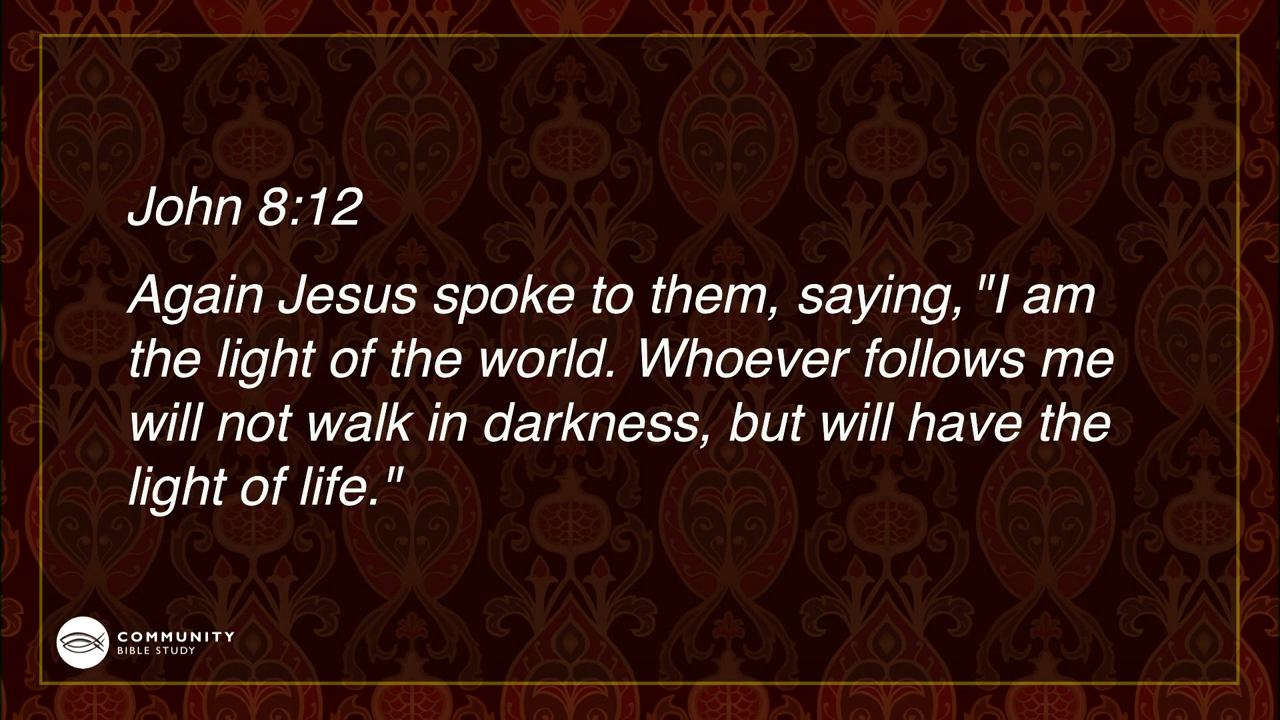 John 8:12
Again Jesus spoke to them, saying, "I am
the light of the world. Whoever follows me
will not walk in darkness, but will have the
light of life."
COMMUNITY
BIBLE STUDY